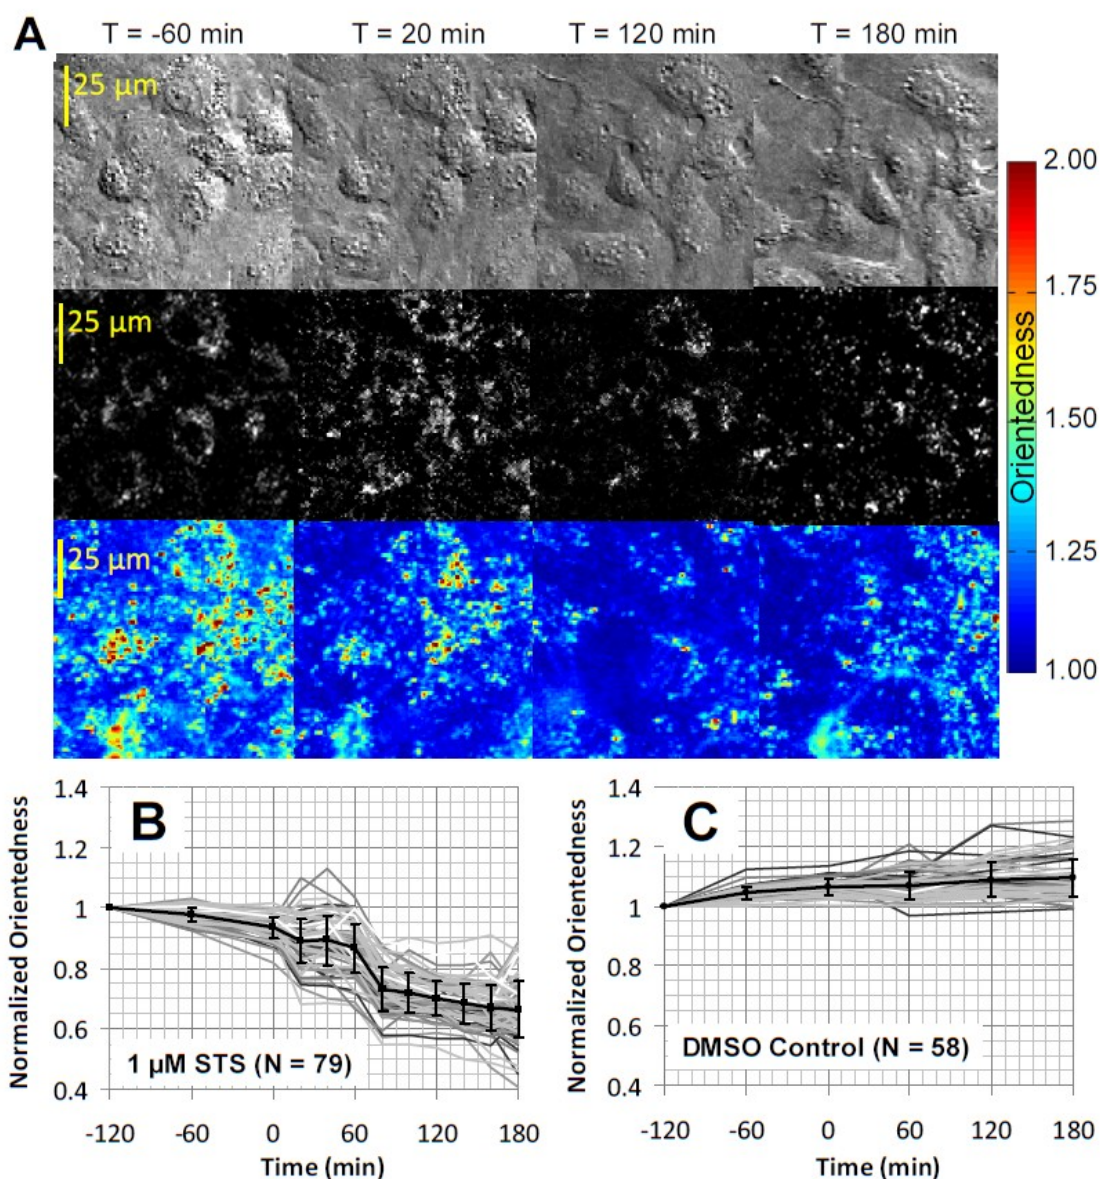 A
T = -60 min
T = 20 min
T = 120 min
T = 180 min
25 µm
25 µm
25 µm
2.00
1.75
1.50
1.25
1.00
Orientedness
B
Normalized Orientedness
1.4
1.2
1
0.8
0.6
0.4
1 µM STS (N = 79)
-120 -60 0 60 120 180
Time (min)
C
Normalized Orientedness
1.4
1.2
1
0.8
0.6
0.4
DMSO Control (N = 58)
-120 -60 0 60 120 180
Time (min)